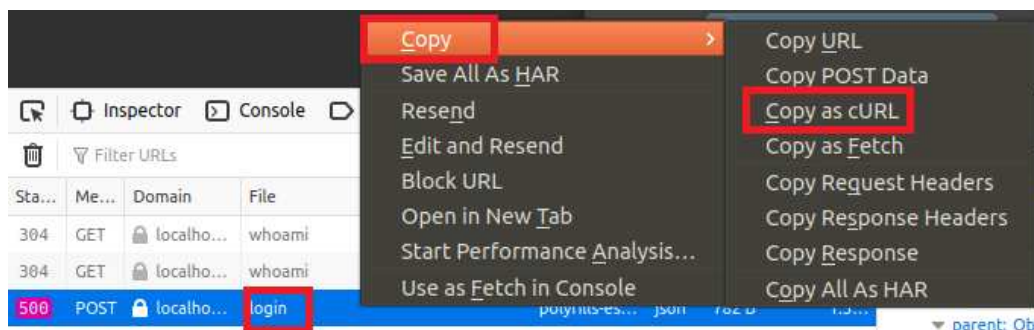 Copy
Save All As HAR
Resend
Edit and Resend
Block URL
Open in New Tab
Start Performance Analysis...
Use as Fetch in Console
Copy URL
Copy POST Data
Copy as cURL
Copy as Fetch
Copy Request Headers
Copy Response Headers
Copy Response
Copy All As HAR
Inspector Console
Filter URLs
Sta... Me... Domain File
304 GET localho... whoami
304 GET localho... whoami
500 POST localho... login json
parent: